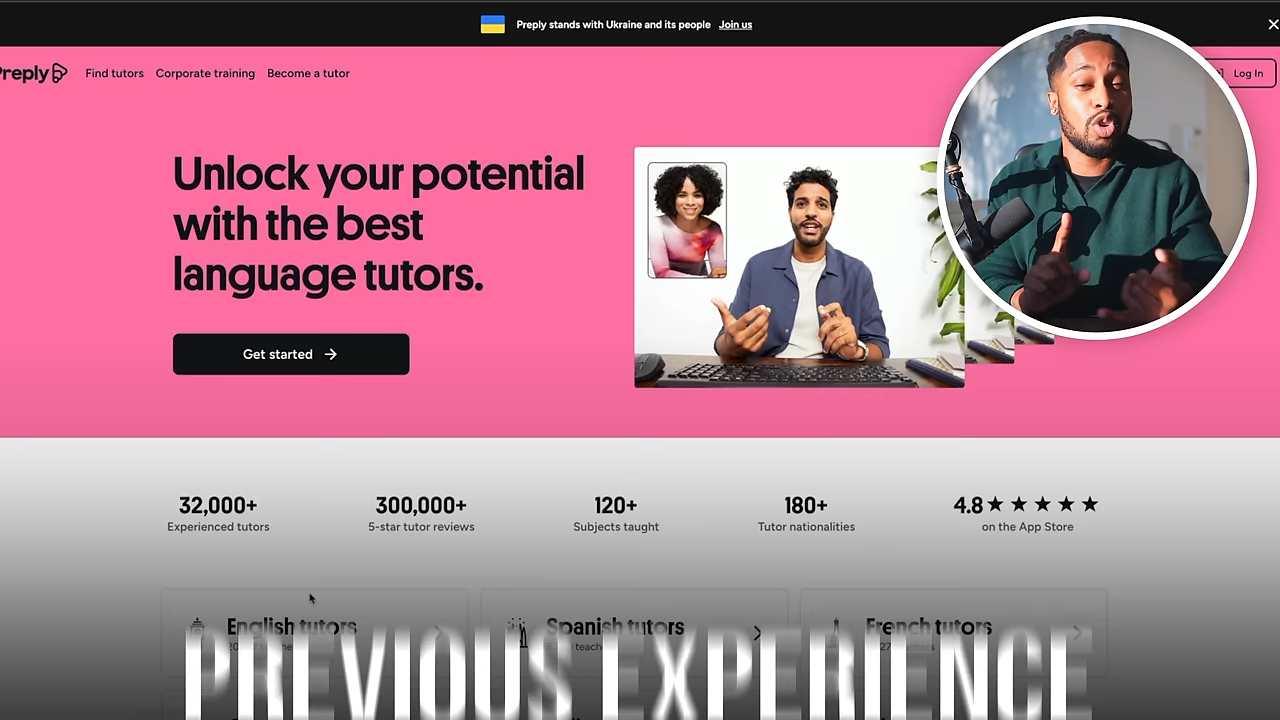 Preply stands with Ukraine and its people Join us
Preply Find tutors Corporate training Become a tutor Log In
Unlock your potential
with the best
language tutors.
Get started
32,000+ 300,000+ 120+ 180+ 4.8
Experienced tutors 5-star tutor reviews Subjects taught Tutor nationalities on the App Store
English tutors Spanish tutors French tutors
PREVIOUS EXPERIENCE